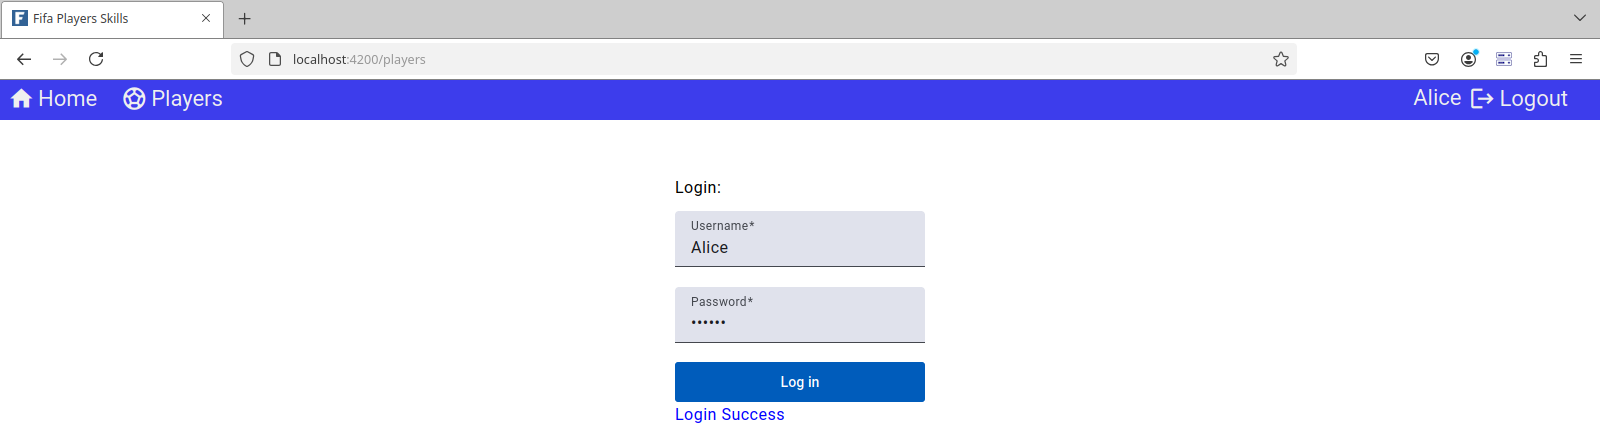 Fifa Players Skills
localhost:4200/players
Home Players Alice Logout
Login:
Username*
Alice
Password*
••••••
Log in
Login Success